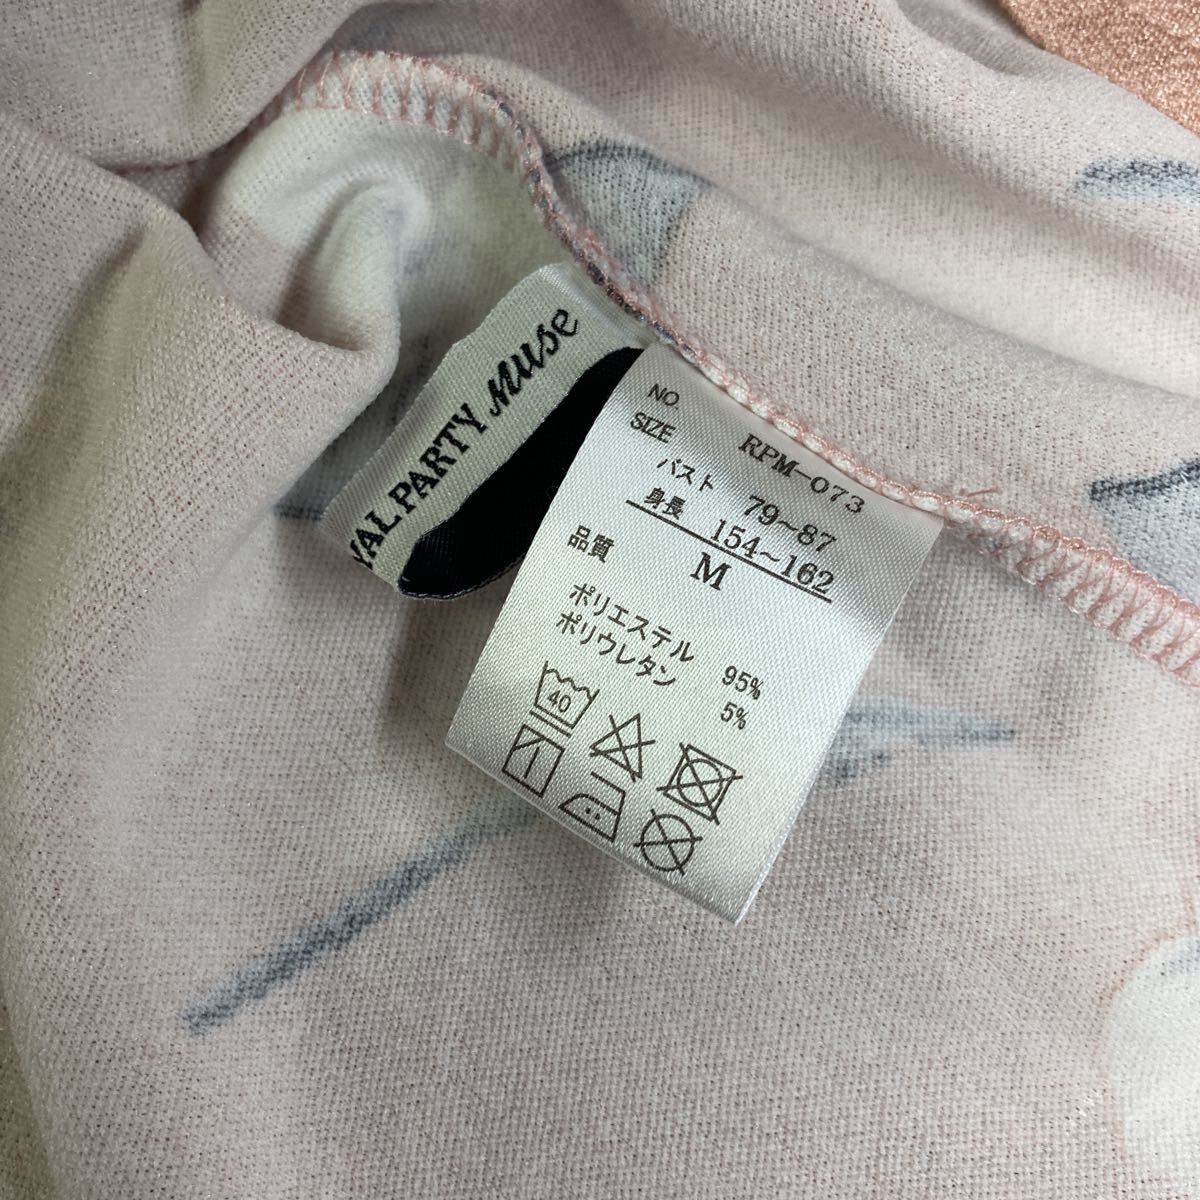 YAL PARTY Muse
NO. RPM-073
SIZE
バスト 79~87
身長 154~162
M
品質
ポリエステル 95%
ポリウレタン 5%
40